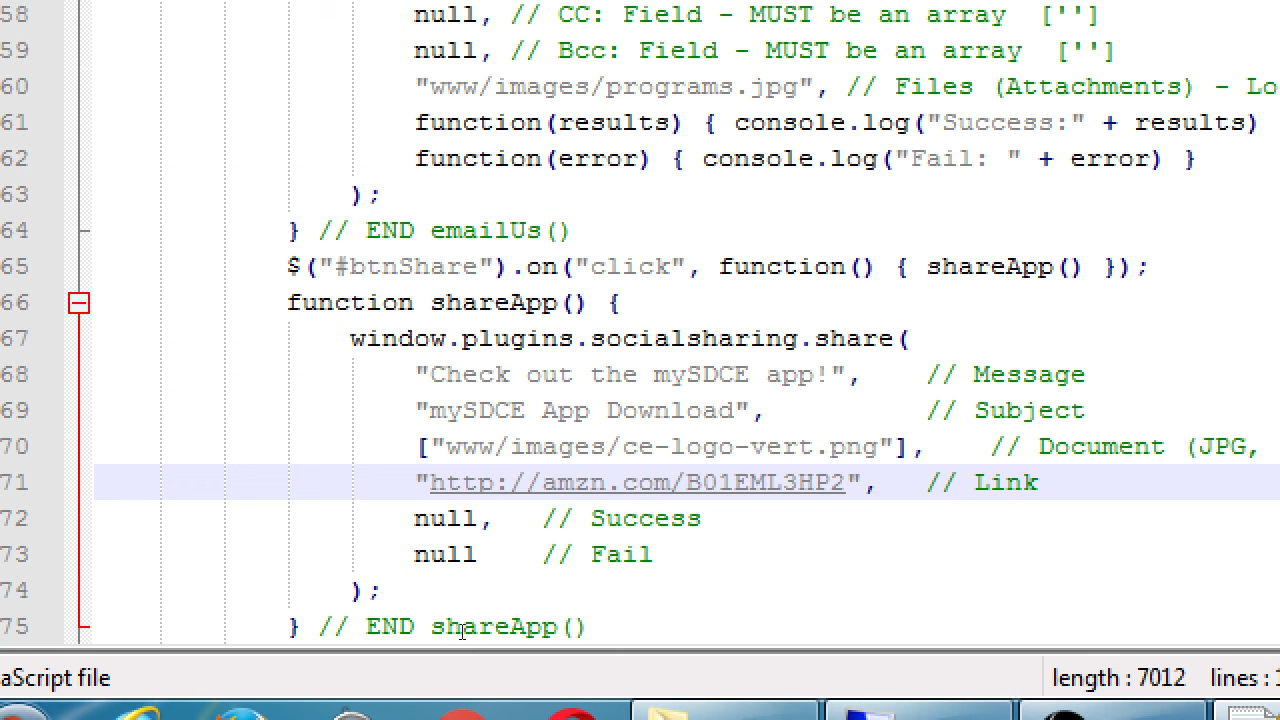 58 null, // CC: Field - MUST be an array ['']
59 null, // Bcc: Field - MUST be an array ['']
60 "www/images/programs.jpg", // Files (Attachments) - Lo
61 function(results) { console.log("Success:" + results)
62 function(error) { console.log("Fail: " + error) }
63 );
64 } // END emailUs()
65 $("#btnShare").on("click", function() { shareApp() });
66 function shareApp() {
67 window.plugins.socialsharing.share(
68 "Check out the mySDCE app!", // Message
69 "mySDCE App Download", // Subject
70 ["www/images/ce-logo-vert.png"], // Document (JPG,
71 "http://amzn.com/B01EML3HP2", // Link
72 null, // Success
73 null // Fail
74 );
75 } // END shareApp()
aScript file length : 7012 lines : 1